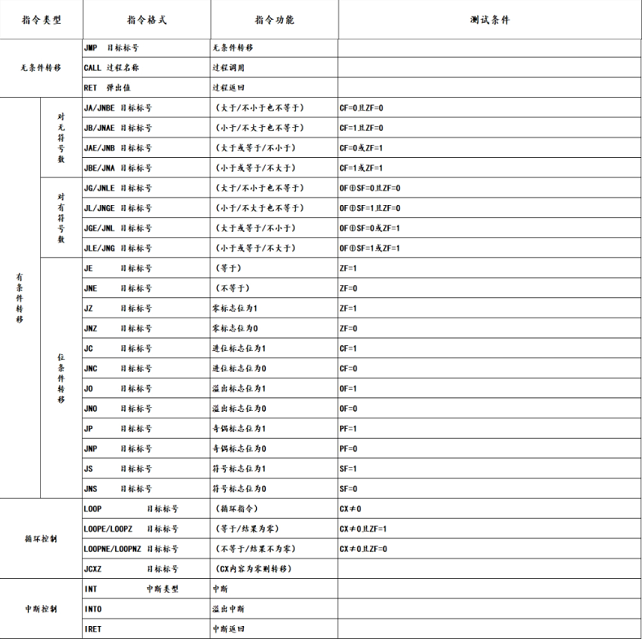 指令类型 指令格式 指令功能 测试条件
无条件转移
JMP 目标标号 无条件转移
CALL 过程名称 过程调用
RET 弹出值 过程返回
有条件转移
对无符号数
JA/JNBE 目标标号 (大于/不小于也不等于) CF=0且ZF=0
JB/JNAE 目标标号 (小于/不大于也不等于) CF=1且ZF=0
JAE/JNB 目标标号 (大于或等于/不小于) CF=0或ZF=1
JBE/JNA 目标标号 (小于或等于/不大于) CF=1或ZF=1
对有符号数
JG/JNLE 目标标号 (大于/不小于也不等于) OF⊕SF=0且ZF=0
JL/JNGE 目标标号 (小于/不大于也不等于) OF⊕SF=1且ZF=0
JGE/JNL 目标标号 (大于或等于/不小于) OF⊕SF=0或ZF=1
JLE/JNG 目标标号 (小于或等于/不大于) OF⊕SF=1或ZF=1
位条件转移
JE 目标标号 (等于) ZF=1
JNE 目标标号 (不等于) ZF=0
JZ 目标标号 零标志位为1 ZF=1
JNZ 目标标号 零标志位为0 ZF=0
JC 目标标号 进位标志位为1 CF=1
JNC 目标标号 进位标志位为0 CF=0
JO 目标标号 溢出标志位为1 OF=1
JNO 目标标号 溢出标志位为0 OF=0
JP 目标标号 奇偶标志位为1 PF=1
JNP 目标标号 奇偶标志位为0 PF=0
JS 目标标号 符号标志位为1 SF=1
JNS 目标标号 符号标志位为0 SF=0
循环控制
LOOP 目标标号 (循环指令) CX≠0
LOOPE/LOOPZ 目标标号 (等于/结果为零) CX≠0且ZF=1
LOOPNE/LOOPNZ 目标标号 (不等于/结果不为零) CX≠0且ZF=0
JCXZ 目标标号 (CX内容为零则转移)
中断控制
INT 中断类型 中断
INTO 溢出中断
IRET 中断返回